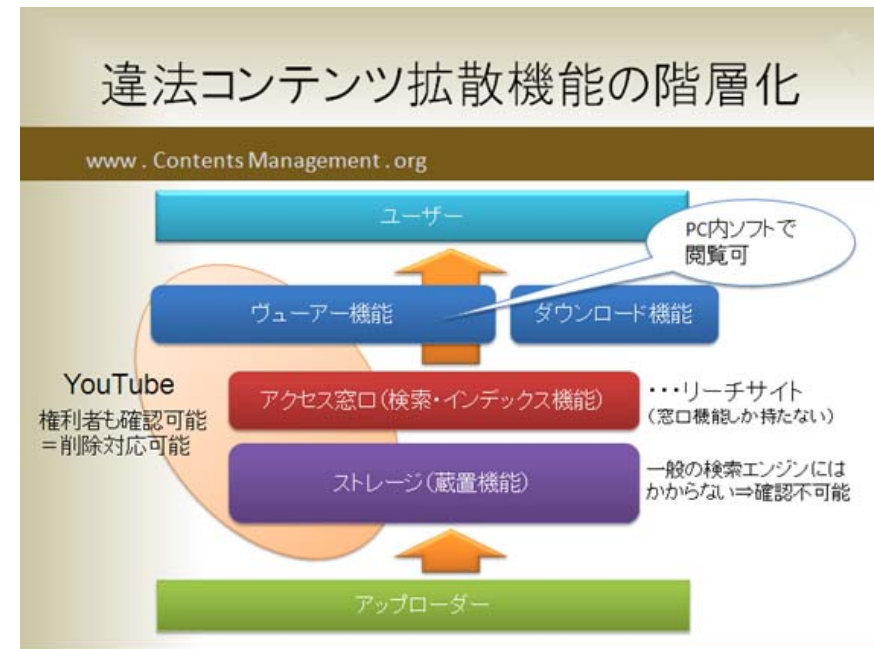 違法コンテンツ拡散機能の階層化
www . Contents Management . org
ユーザー
PC内ソフトで
閲覧可
ヴューアー機能
ダウンロード機能
YouTube
権利者も確認可能
＝削除対応可能
アクセス窓口（検索・インデックス機能）
・・・リーチサイト
（窓口機能しか持たない）
ストレージ（蔵置機能）
一般の検索エンジンには
かからない⇒確認不可能
アップローダー